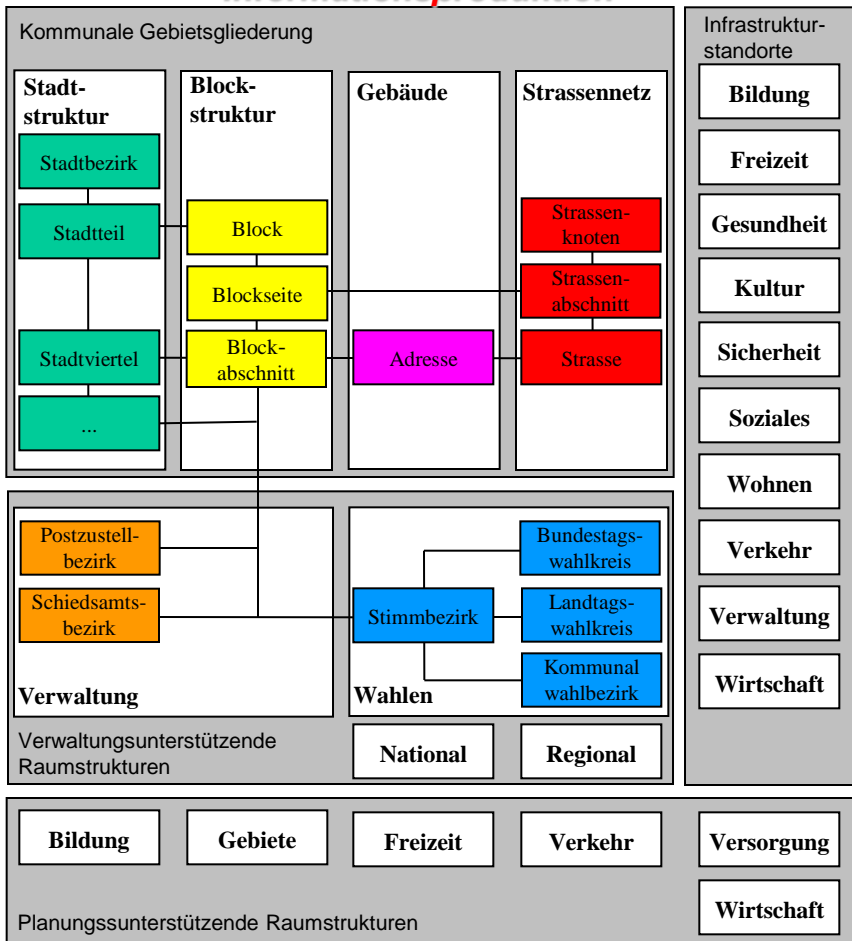 Kommunale Gebietsgliederung
Stadt-
struktur
Stadtbezirk
Stadtteil
Stadtviertel
...
Block-
struktur
Block
Blockseite
Block-
abschnitt
Gebäude
Adresse
Strassennetz
Strassen-
knoten
Strassen-
abschnitt
Strasse
Postzustell-
bezirk
Schiedsamts-
bezirk
Verwaltung
Stimmbezirk
Bundestags-
wahlkreis
Landtags-
wahlkreis
Kommunal
wahlbezirk
Wahlen
Verwaltungsunterstützende
Raumstrukturen
National
Regional
Infrastruktur-
standorte
Bildung
Freizeit
Gesundheit
Kultur
Sicherheit
Soziales
Wohnen
Verkehr
Verwaltung
Wirtschaft
Bildung
Gebiete
Freizeit
Verkehr
Versorgung
Wirtschaft
Planungssunterstützende Raumstrukturen